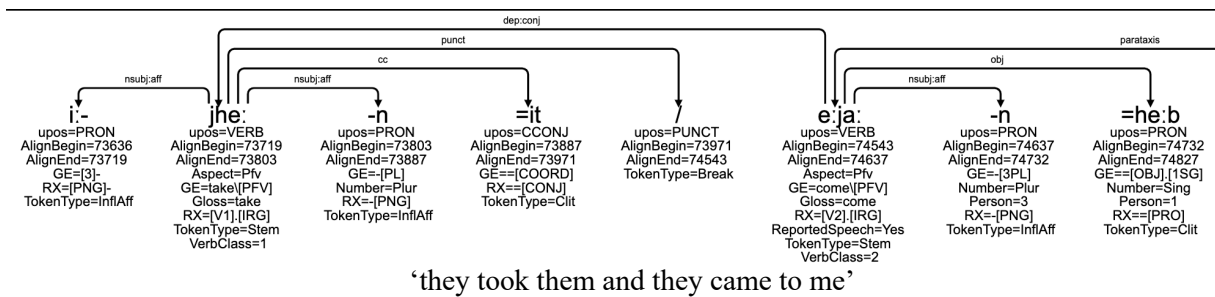 dep:conj
punct parataxis
cc obj
nsubj:aff nsubj:aff nsubj:aff
iː- jheː -n =it / eːjaː -n =heːb
upos=PRON upos=VERB upos=PRON upos=CCONJ upos=PUNCT upos=VERB upos=PRON upos=PRON
AlignBegin=73636 AlignBegin=73719 AlignBegin=73803 AlignBegin=73887 AlignBegin=73971 AlignBegin=74543 AlignBegin=74637 AlignBegin=74732
AlignEnd=73719 AlignEnd=73803 AlignEnd=73887 AlignEnd=73971 AlignEnd=74543 AlignEnd=74637 AlignEnd=74732 AlignEnd=74827
GE=[3]- Aspect=Pfv GE=-[PL] GE==[COORD] TokenType=Break Aspect=Pfv GE=-[3PL] GE==[OBJ].[1SG]
RX=[PNG]- GE=take\[PFV] Number=Plur RX==[CONJ] GE=come\[PFV] Number=Plur Number=Sing
TokenType=InflAff Gloss=take RX=-[PNG] TokenType=Clit Gloss=come Person=3 Person=1
RX=[V1].[IRG] TokenType=InflAff RX=[V2].[IRG] RX=-[PNG] RX==[PRO]
TokenType=Stem ReportedSpeech=Yes TokenType=InflAff TokenType=Clit
VerbClass=1 TokenType=Stem
VerbClass=2
‘they took them and they came to me’